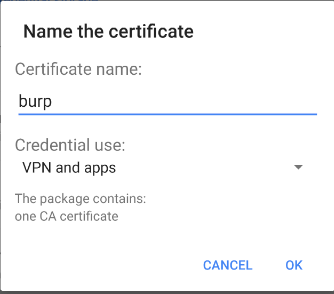 Name the certificate
Certificate name:
burp
Credential use:
VPN and apps
The package contains:
one CA certificate
CANCEL OK